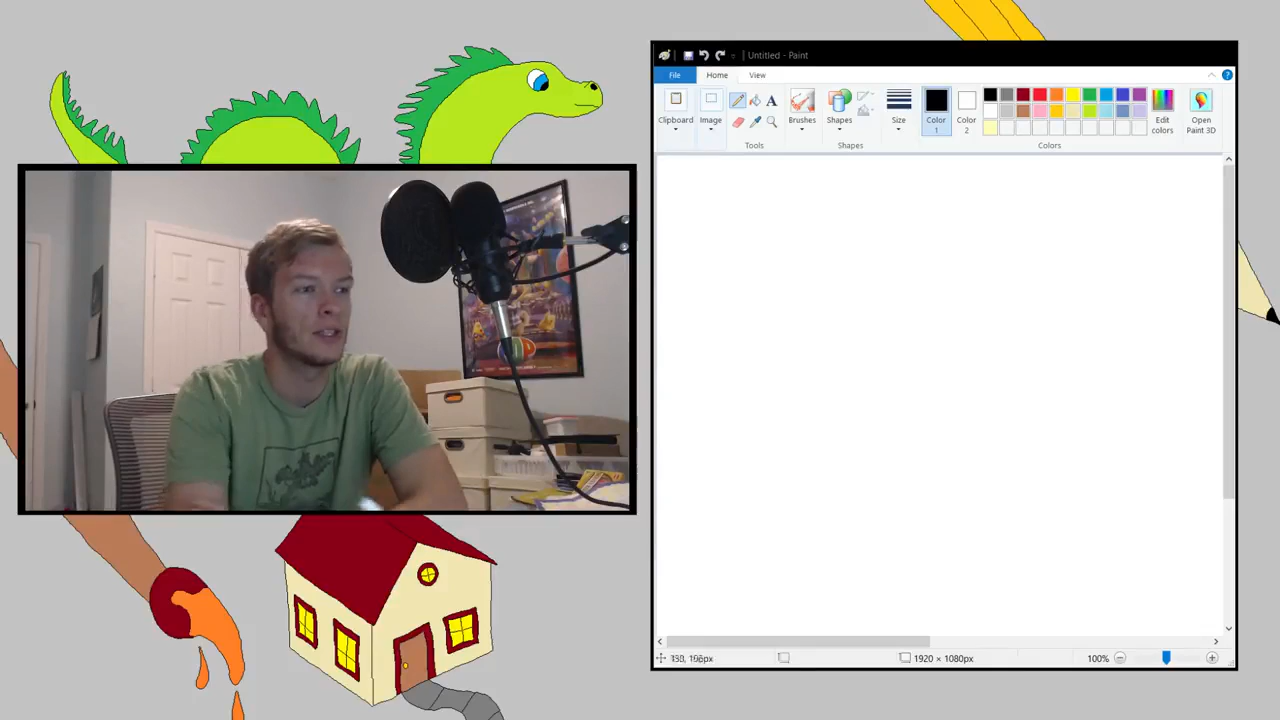 Untitled - Paint
File Home View
Clipboard Image Tools Brushes Shapes Shapes Size Color 1 Color 2 Colors Edit colors Open Paint 3D
1920 × 1080px 100%